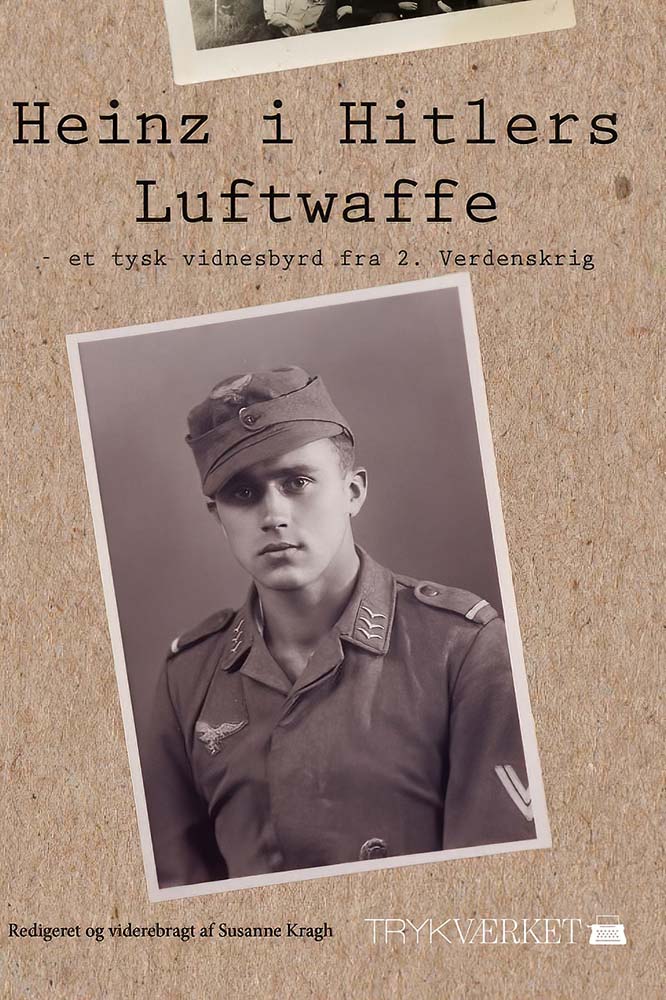 Heinz i Hitlers
Luftwaffe
- et tysk vidnesbyrd fra 2. Verdenskrig
Redigeret og viderebragt af Susanne Kragh
TRYKVÆRKET